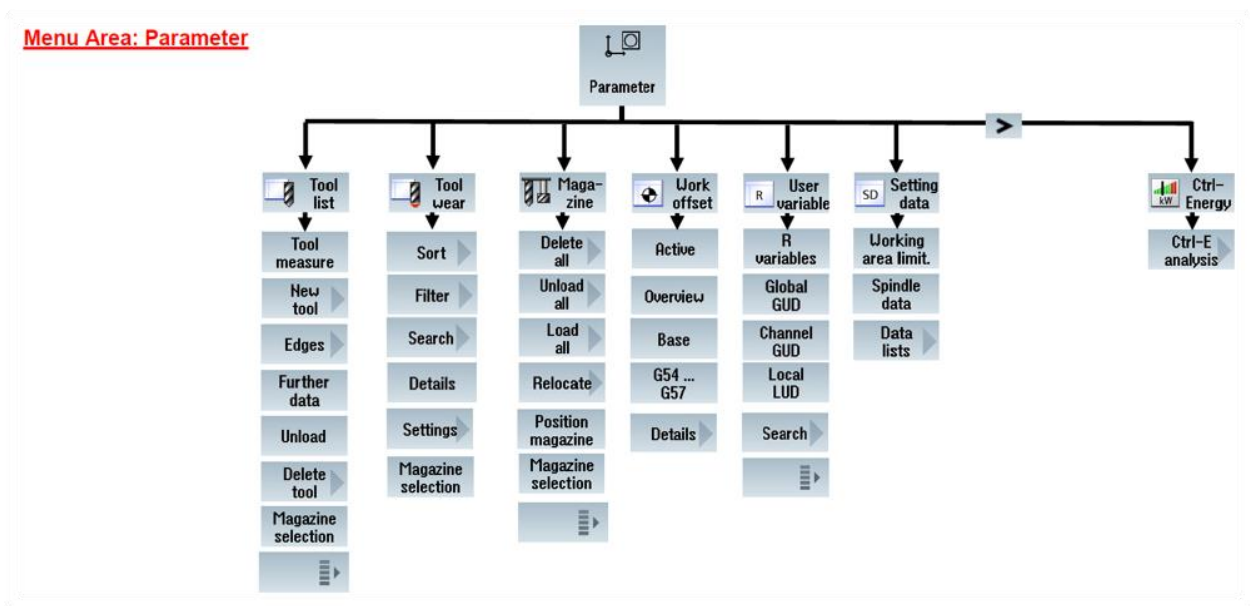 Menu Area: Parameter
Parameter
>
Tool
list
Tool
measure
New
tool
Edges
Further
data
Unload
Delete
tool
Magazine
selection
Tool
wear
Sort
Filter
Search
Details
Settings
Magazine
selection
Maga-
zine
Delete
all
Unload
all
Load
all
Relocate
Position
magazine
Magazine
selection
Work
offset
Active
Overview
Base
G54 ...
G57
Details
R
User
variable
R
variables
Global
GUD
Channel
GUD
Local
LUD
Search
SD
Setting
data
Working
area limit.
Spindle
data
Data
lists
kW
Ctrl-
Energy
Ctrl-E
analysis